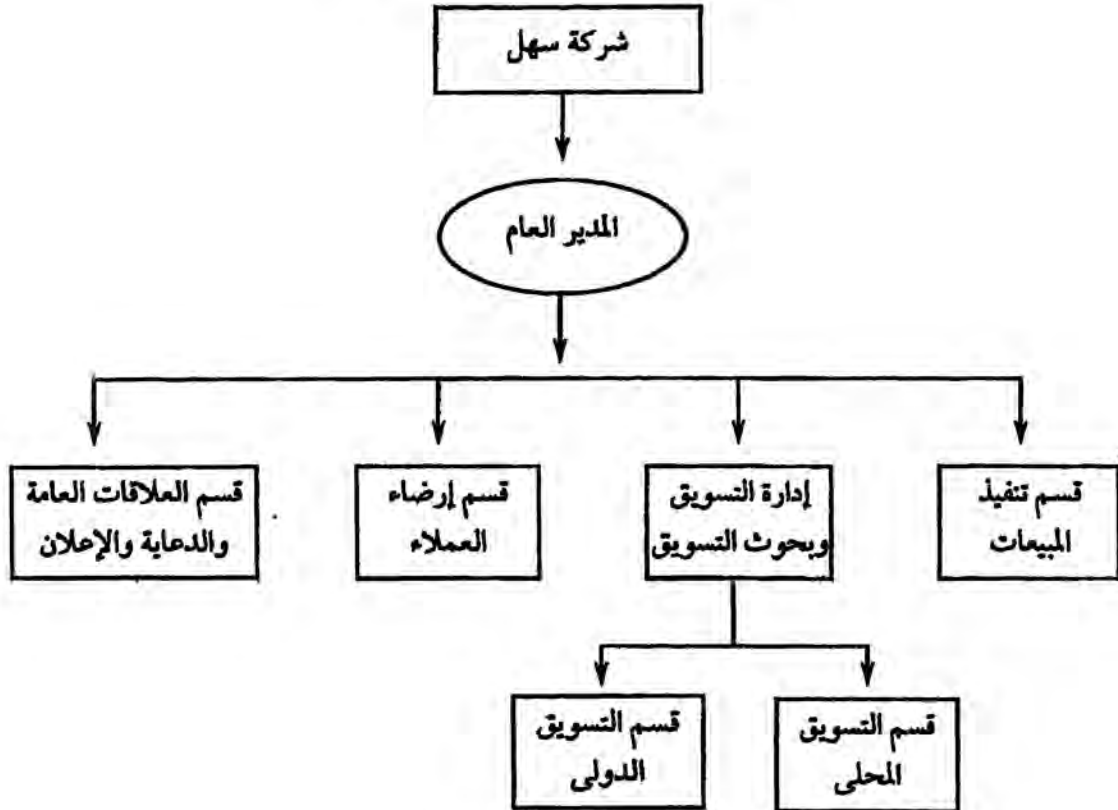 شركة سهل
المدير العام
قسم تنفيذ
المبيعات
إدارة التسويق
وبحوث التسويق
قسم إرضاء
العملاء
قسم العلاقات العامة
والدعاية والإعلان
قسم التسويق
المحلى
قسم التسويق
الدولى